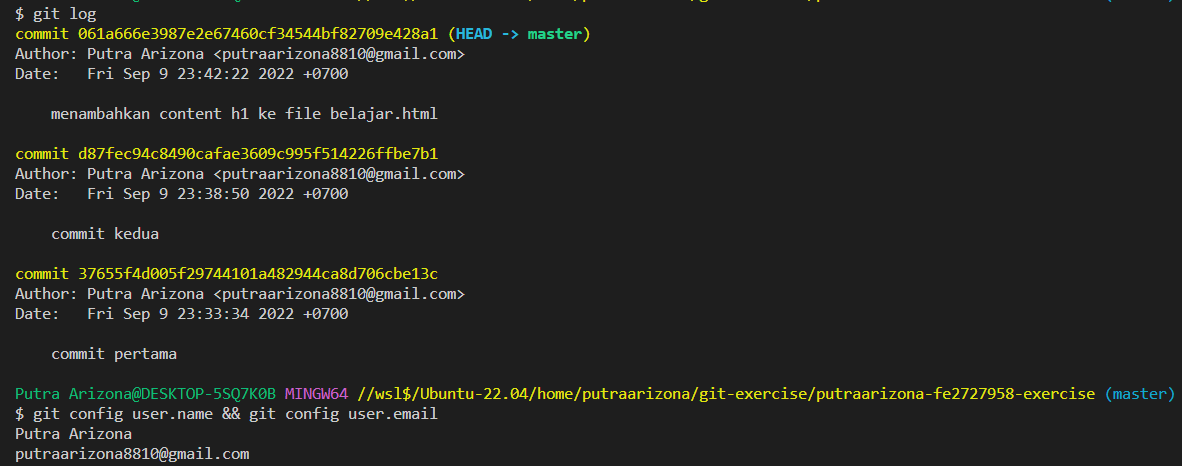 $ git log
commit 061a666e3987e2e67460cf34544bf82709e428a1 (HEAD -> master)
Author: Putra Arizona <putraarizona8810@gmail.com>
Date:   Fri Sep 9 23:42:22 2022 +0700
menambahkan content h1 ke file belajar.html
commit d87fec94c8490cafae3609c995f514226ffbe7b1
Author: Putra Arizona <putraarizona8810@gmail.com>
Date:   Fri Sep 9 23:38:50 2022 +0700
commit kedua
commit 37655f4d005f29744101a482944ca8d706cbe13c
Author: Putra Arizona <putraarizona8810@gmail.com>
Date:   Fri Sep 9 23:33:34 2022 +0700
commit pertama
Putra Arizona@DESKTOP-5SQ7K0B MINGW64 //wsl$/Ubuntu-22.04/home/putraarizona/git-exercise/putraarizona-fe2727958-exercise (master)
$ git config user.name && git config user.email
Putra Arizona
putraarizona8810@gmail.com